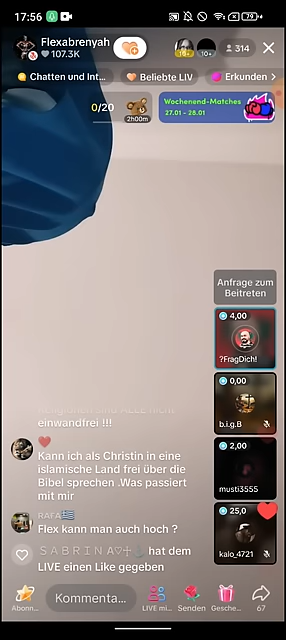 17:56
79
Flexabrenyah
107.3K
10+
314
Chatten und Int...
Beliebte LIV
Erkunden
0/20
2h00m
Wochenend-Matches
27.01 - 28.01
Anfrage zum
Beitreten
4,00
?FragDich!
0,00
b.i.g.B
2,00
musti3555
25,0
kalo_4721
einwandfrei !!!
Kann ich als Christin in eine
islamische Land frei über die
Bibel sprechen .Was passiert
mit mir
RAFA
Flex kann man auch hoch ?
S A B R I N A hat dem
LIVE einen Like gegeben
Abonn...
Kommenta...
LIVE mi...
Senden
Gesche...
67